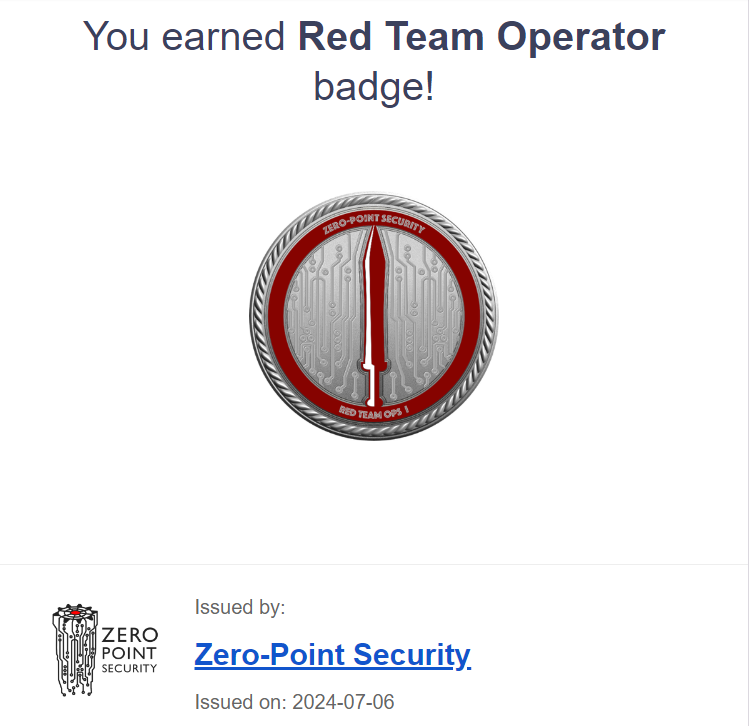 You earned Red Team Operator
badge!
ZERO-POINT SECURITY
RED TEAM OPS I
ZERO
POINT
SECURITY
Issued by:
Zero-Point Security
Issued on: 2024-07-06